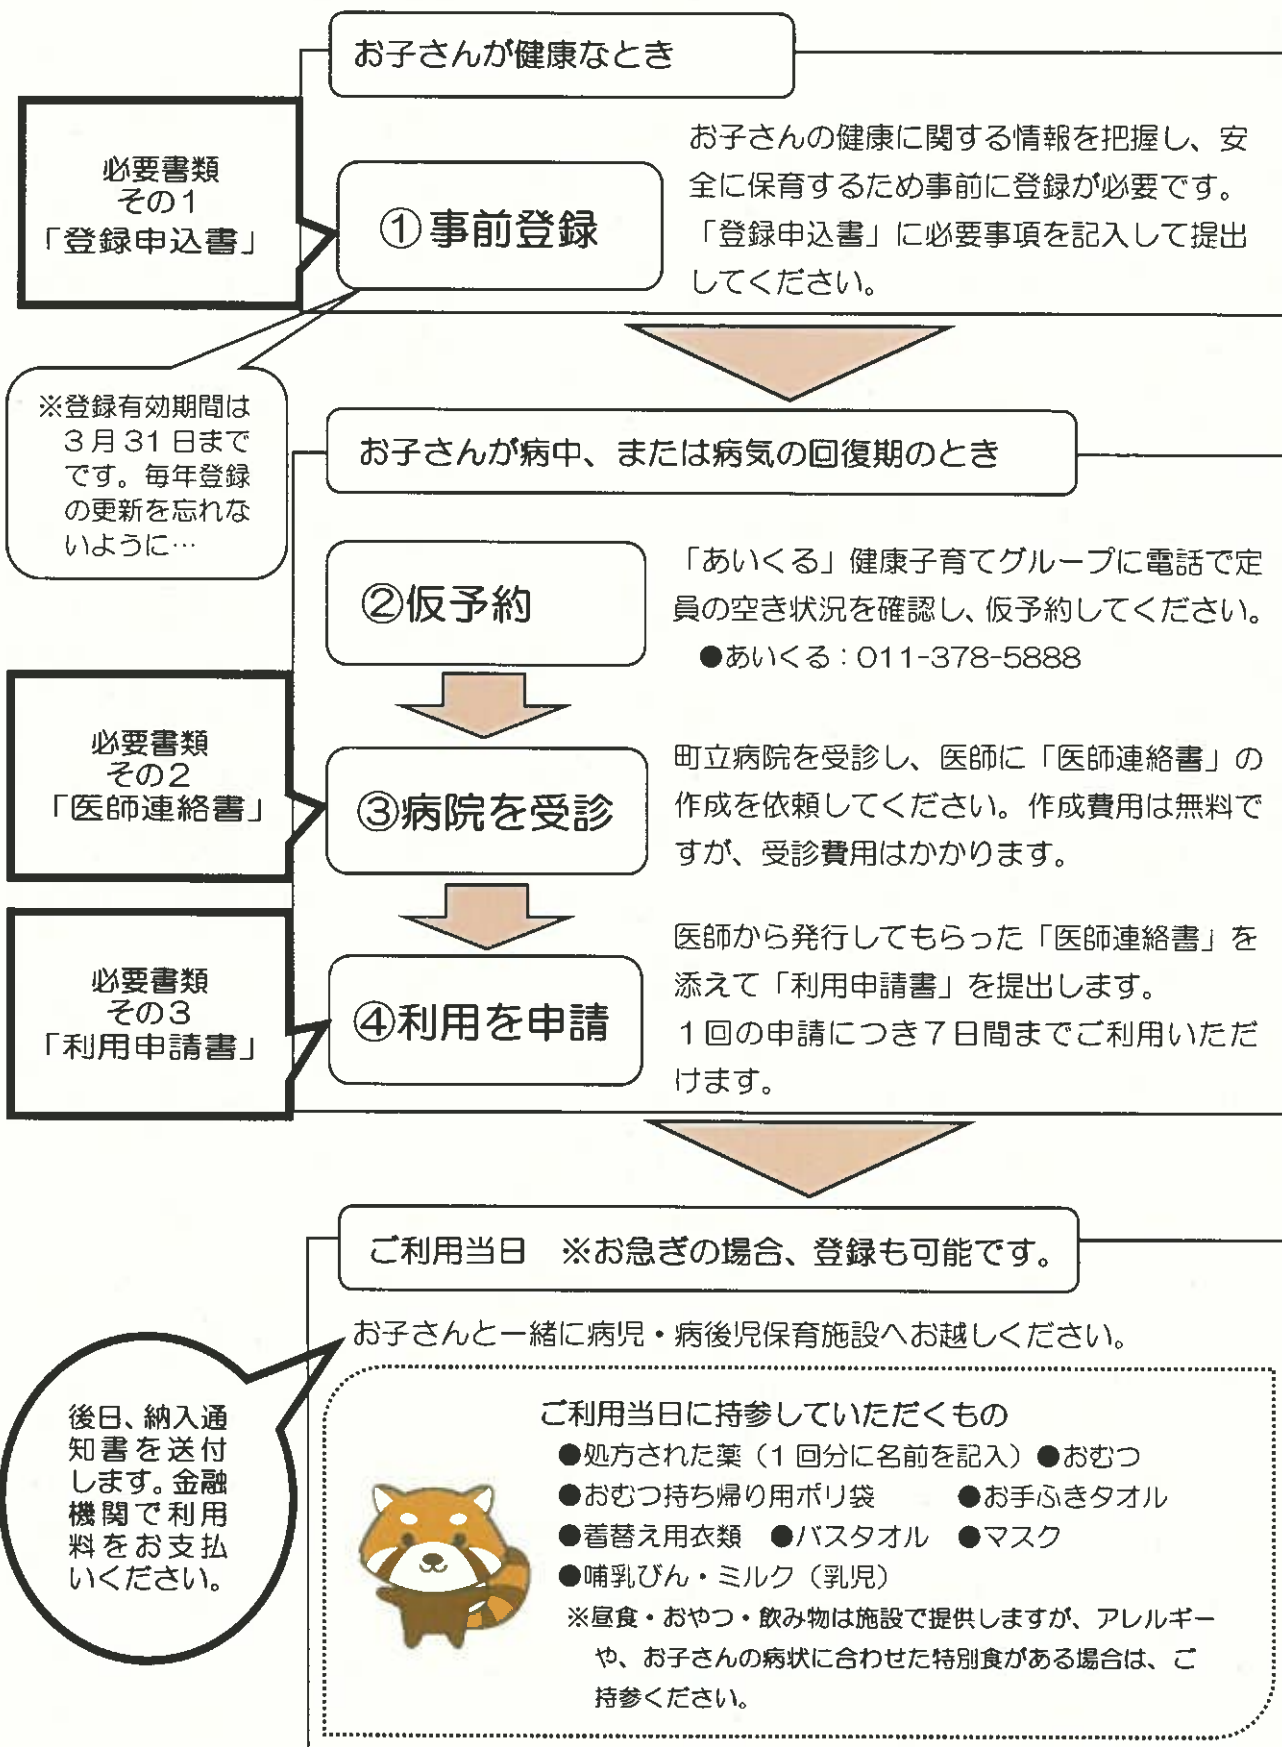 お子さんが健康なとき
必要書類
その1
「登録申込書」
①事前登録
お子さんの健康に関する情報を把握し、安
全に保育するため事前に登録が必要です。
「登録申込書」に必要事項を記入して提出
してください。
※登録有効期間は
3月31日まで
です。毎年登録
の更新を忘れな
いように…
お子さんが病中、または病気の回復期のとき
②仮予約
「あいくる」健康子育てグループに電話で定
員の空き状況を確認し、仮予約してください。
●あいくる：011-378-5888
必要書類
その2
「医師連絡書」
③病院を受診
町立病院を受診し、医師に「医師連絡書」の
作成を依頼してください。作成費用は無料で
すが、受診費用はかかります。
必要書類
その3
「利用申請書」
④利用を申請
医師から発行してもらった「医師連絡書」を
添えて「利用申請書」を提出します。
1回の申請につき7日間までご利用いただ
けます。
ご利用当日　※お急ぎの場合、登録も可能です。
お子さんと一緒に病児・病後児保育施設へお越しください。
後日、納入通
知書を送付
します。金融
機関で利用
料をお支払
いください。
ご利用当日に持参していただくもの
●処方された薬（1回分に名前を記入）●おむつ
●おむつ持ち帰り用ポリ袋　●お手ふきタオル
●着替え用衣類　●バスタオル　●マスク
●哺乳びん・ミルク（乳児）
※昼食・おやつ・飲み物は施設で提供しますが、アレルギー
や、お子さんの病状に合わせた特別食がある場合は、ご
持参ください。